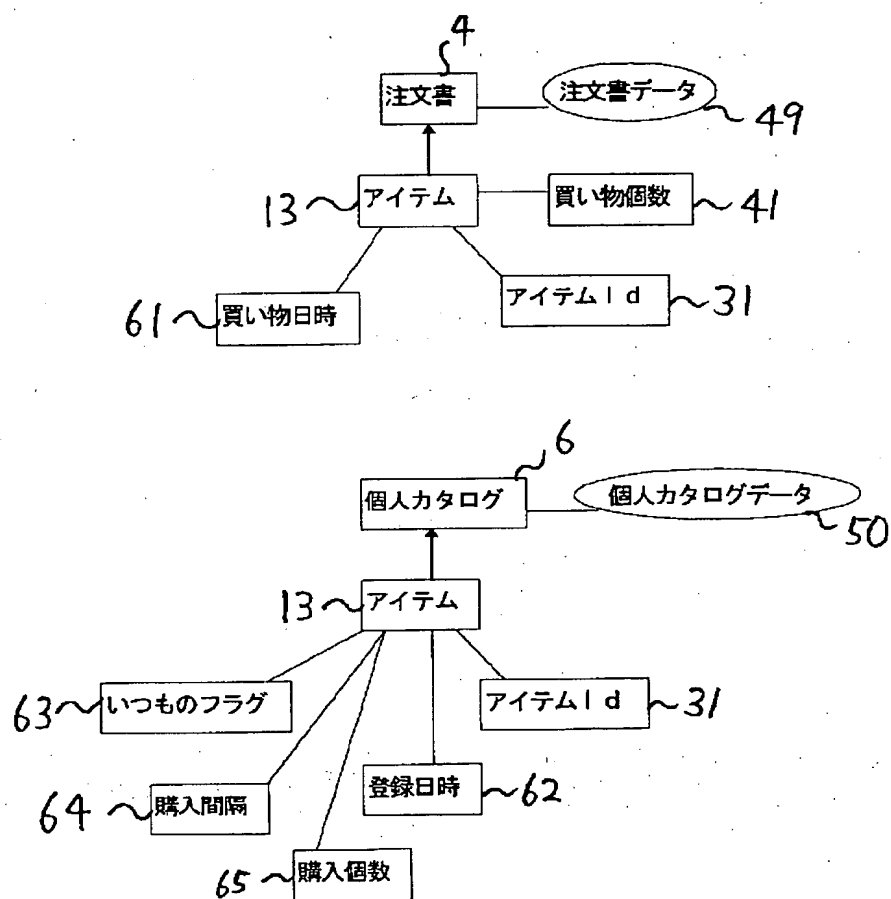 4
注文書
注文書データ
49
13
アイテム
買い物個数
41
61
買い物日時
アイテムId
31
6
個人カタログ
個人カタログデータ
50
13
アイテム
63
いつものフラグ
アイテムId
31
64
購入間隔
登録日時
62
65
購入個数